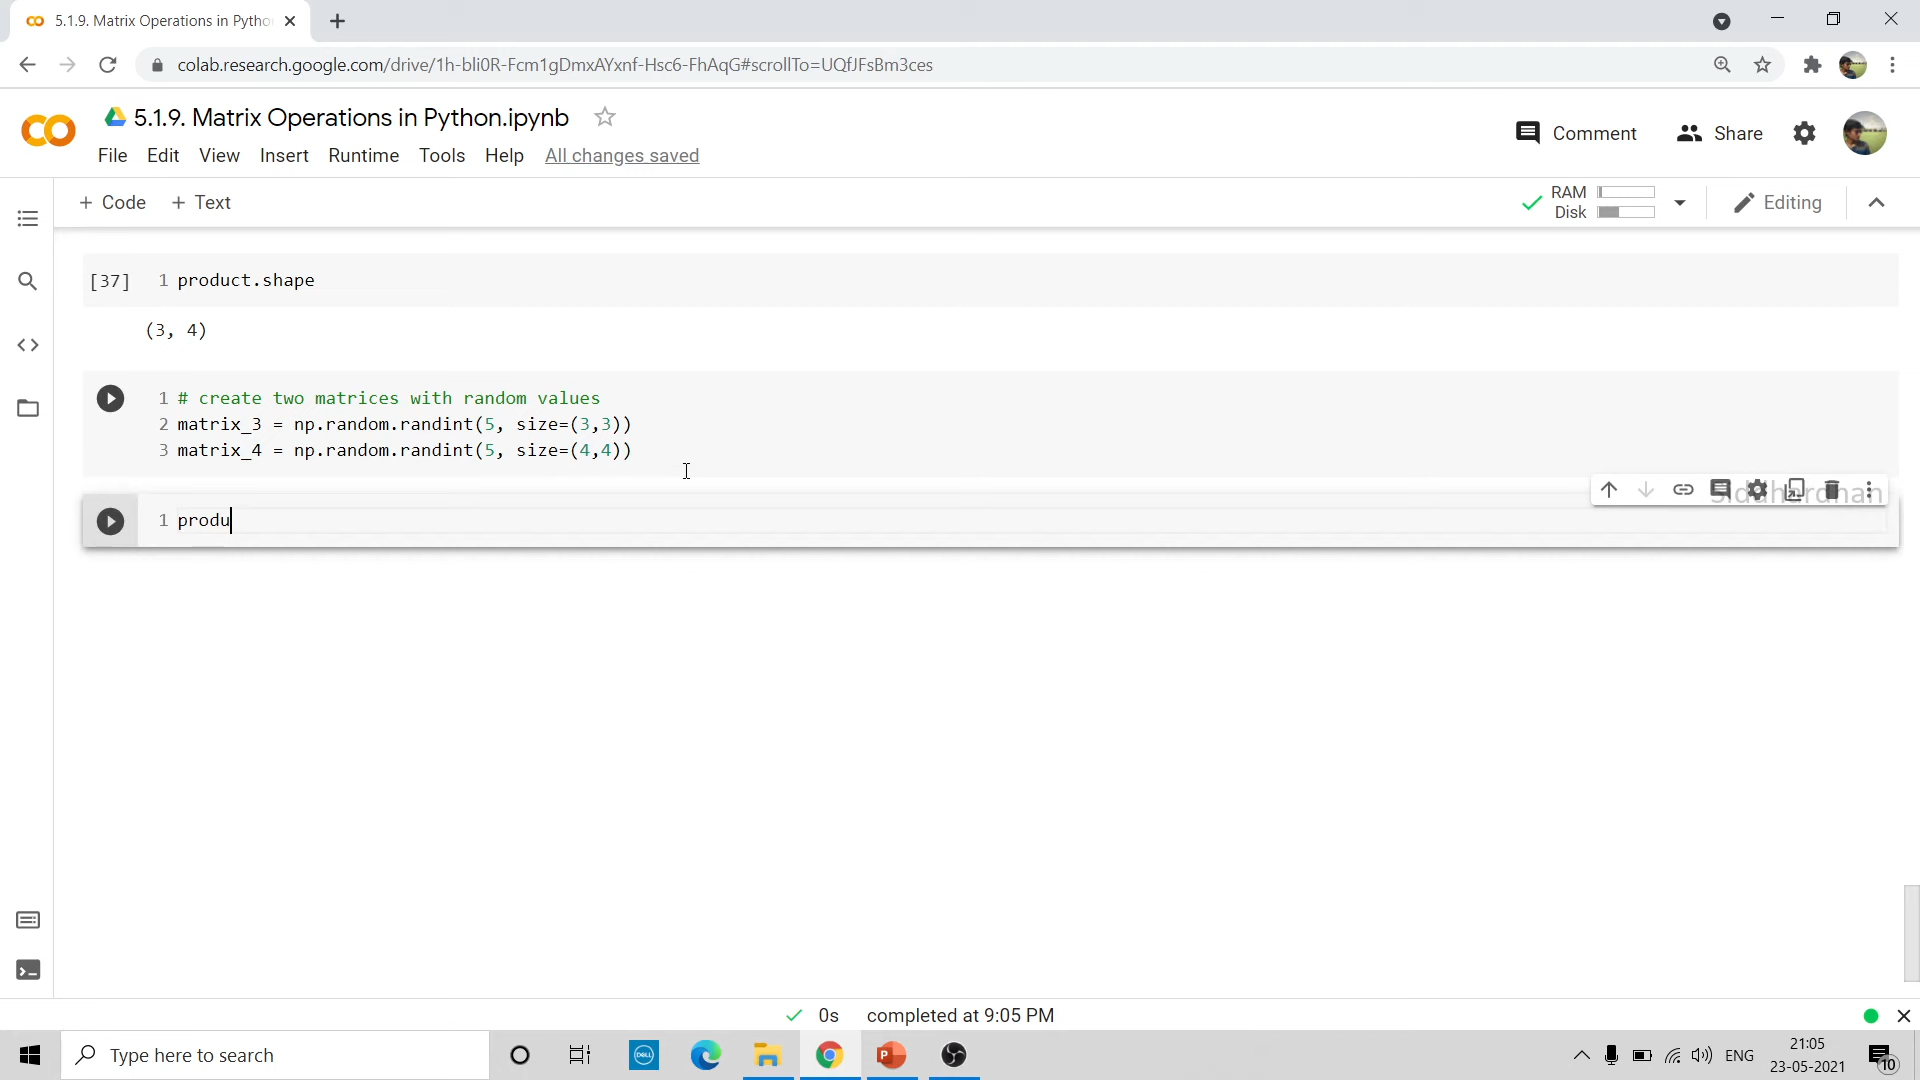 5.1.9. Matrix Operations in Pytho
colab.research.google.com/drive/1h-bli0R-Fcm1gDmxAYxnf-Hsc6-FhAqG#scrollTo=UQfJFsBm3ces
5.1.9. Matrix Operations in Python.ipynb
Comment
Share
File Edit View Insert Runtime Tools Help All changes saved
+ Code + Text
RAM
Disk
Editing
[37] 1 product.shape
(3, 4)
1 # create two matrices with random values
2 matrix_3 = np.random.randint(5, size=(3,3))
3 matrix_4 = np.random.randint(5, size=(4,4))
Siddhardhan
1 produ
0s completed at 9:05 PM
Type here to search
DELL
ENG
21:05
23-05-2021
10